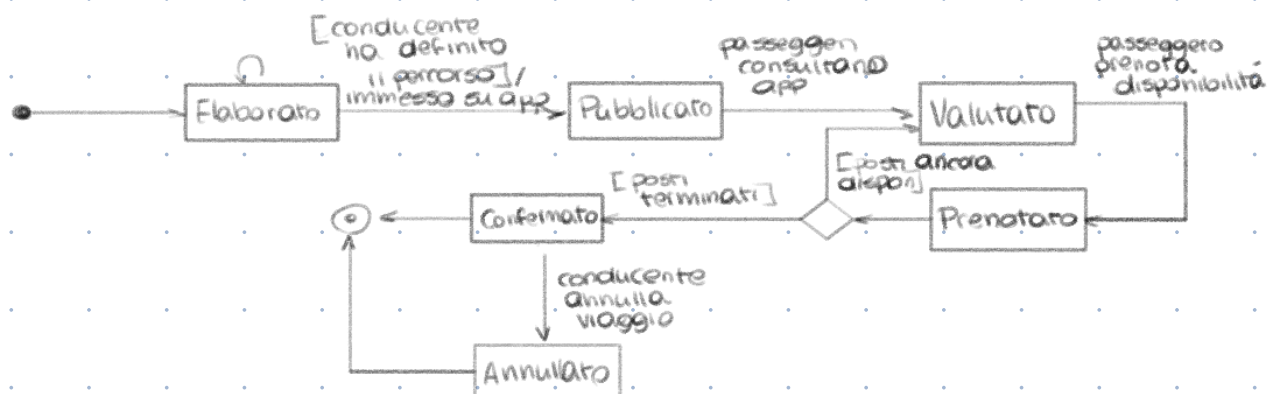 [conducente
ha definito
il percorso]/
immesso su app
Elaborato
Pubblicato
passeggeri
consultano
app
Valutato
passeggero
prenota
disponibilità
[posti ancora
dispon]
[posti
terminati]
Confermato
Prenotato
conducente
annulla
viaggio
Annullato